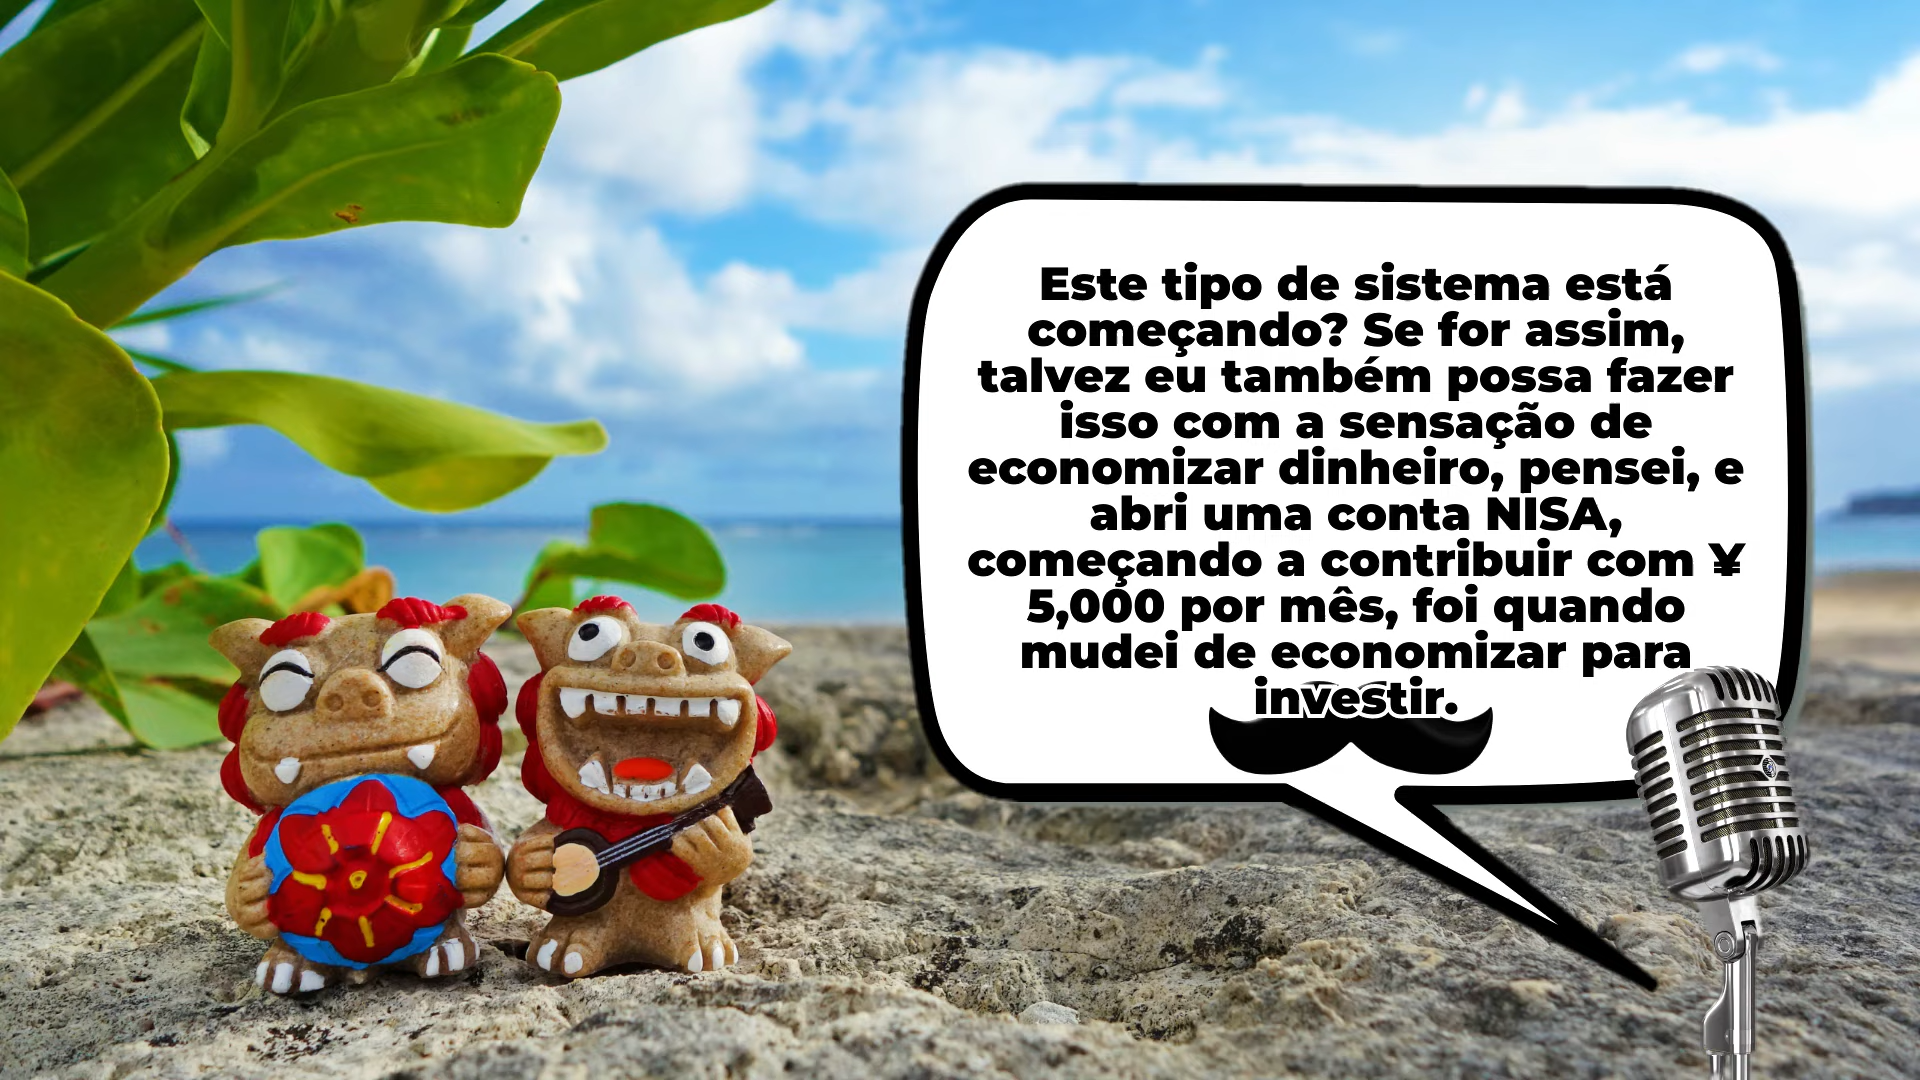 Este tipo de sistema está
começando? Se for assim,
talvez eu também possa fazer
isso com a sensação de
economizar dinheiro, pensei, e
abri uma conta NISA,
começando a contribuir com ¥
5,000 por mês, foi quando
mudei de economizar para
investir.